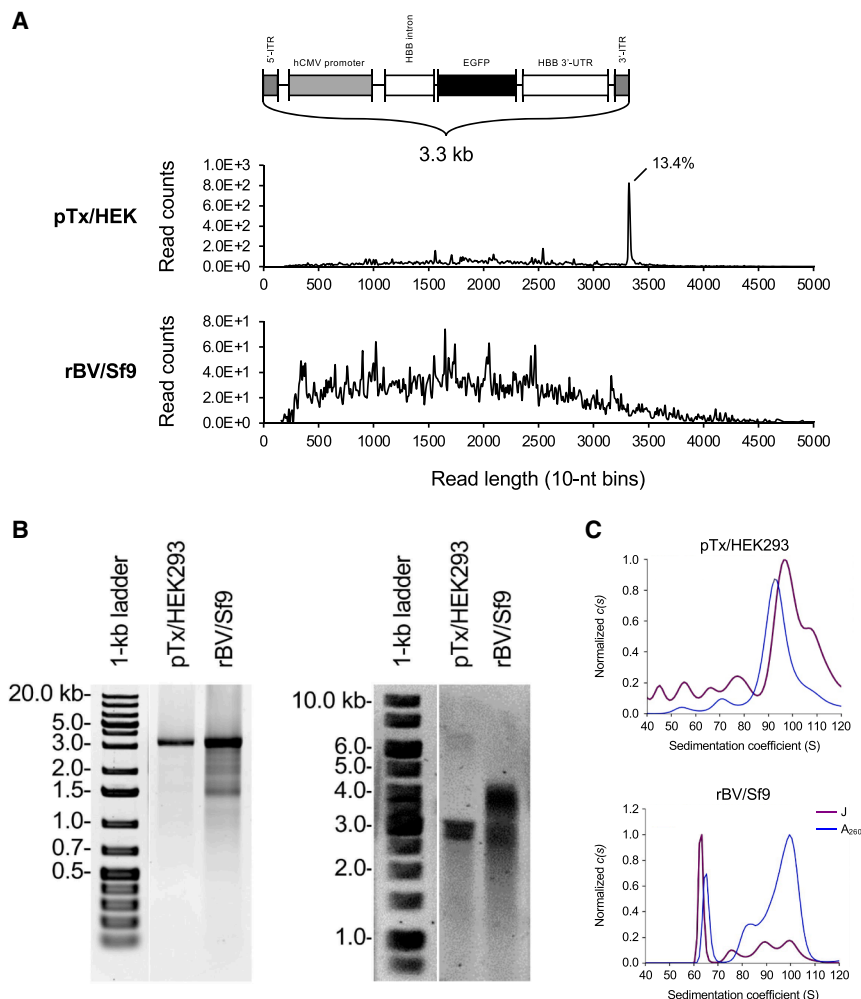 A
5'-ITR
hCMV promoter
HBB intron
EGFP
HBB 3'-UTR
3'-ITR
3.3 kb
pTx/HEK
Read counts
1.0E+3
8.0E+2
6.0E+2
4.0E+2
2.0E+2
0.0E+0
13.4%
0 500 1000 1500 2000 2500 3000 3500 4000 4500 5000
rBV/Sf9
Read counts
8.0E+1
6.0E+1
4.0E+1
2.0E+1
0.0E+0
0 500 1000 1500 2000 2500 3000 3500 4000 4500 5000
Read length (10-nt bins)
B
1-kb ladder
pTx/HEK293
rBV/Sf9
20.0 kb-
5.0-
3.0-
2.0-
1.5-
1.0-
0.7-
0.5-
1-kb ladder
pTx/HEK293
rBV/Sf9
10.0 kb-
6.0-
5.0-
4.0-
3.0-
2.0-
1.0-
C
pTx/HEK293
Normalized c(s)
1.0
0.8
0.6
0.4
0.2
0.0
40 50 60 70 80 90 100 110 120
Sedimentation coefficient (S)
rBV/Sf9
J
A260
Normalized c(s)
1.2
1.0
0.8
0.6
0.4
0.2
0.0
40 50 60 70 80 90 100 110 120
Sedimentation coefficient (S)